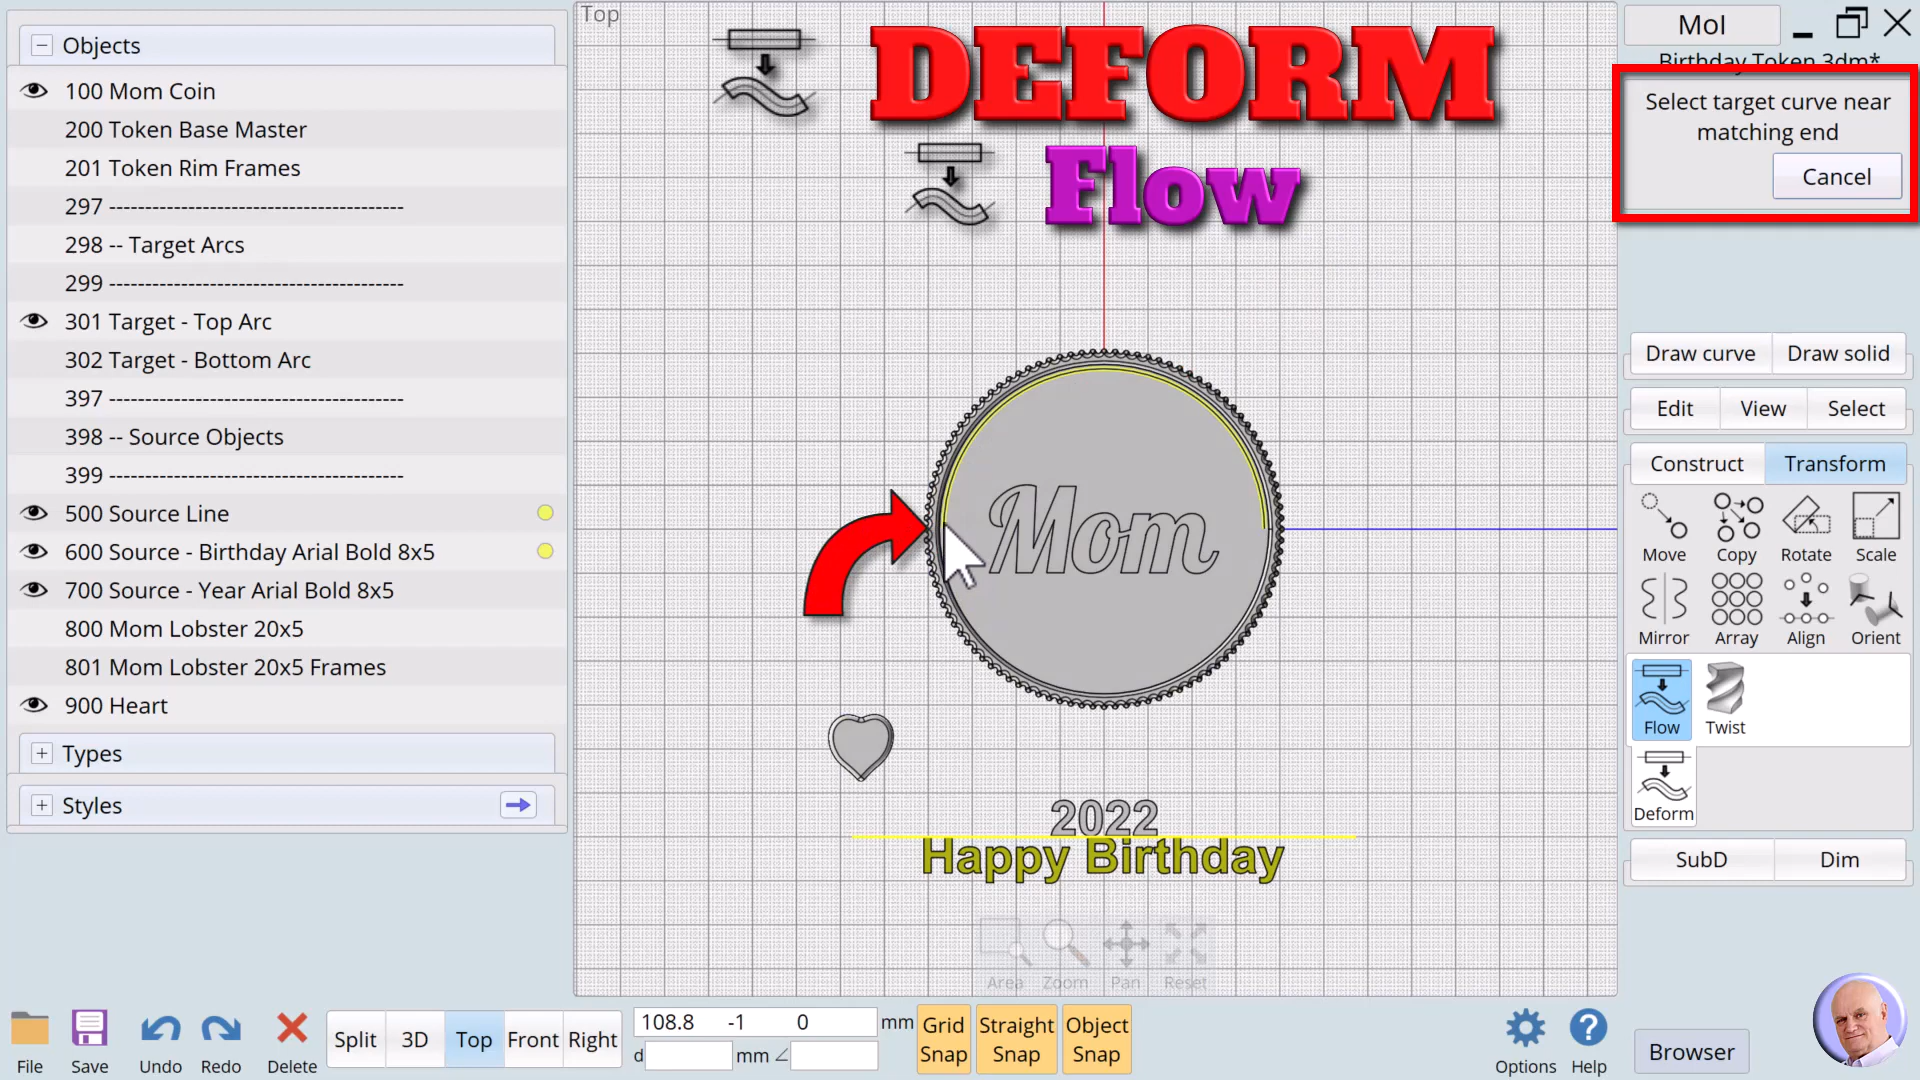 Objects
100 Mom Coin
200 Token Base Master
201 Token Rim Frames
297 -----------------------------------------
298 -- Target Arcs
299 -----------------------------------------
301 Target - Top Arc
302 Target - Bottom Arc
397 -----------------------------------------
398 -- Source Objects
399 -----------------------------------------
500 Source Line
600 Source - Birthday Arial Bold 8x5
700 Source - Year Arial Bold 8x5
800 Mom Lobster 20x5
801 Mom Lobster 20x5 Frames
900 Heart
Types
Styles
Top
DEFORM
Flow
Mom
2022
Happy Birthday
Area Zoom Pan Reset
MoI
Birthday Token 3dm*
Select target curve near
matching end
Cancel
Draw curve Draw solid
Edit View Select
Construct Transform
Move Copy Rotate Scale
Mirror Array Align Orient
Flow Twist
Deform
SubD Dim
File Save Undo Redo Delete
Split 3D Top Front Right
108.8 -1 0 mm
d mm ∠
Grid Snap
Straight Snap
Object Snap
Options Help
Browser